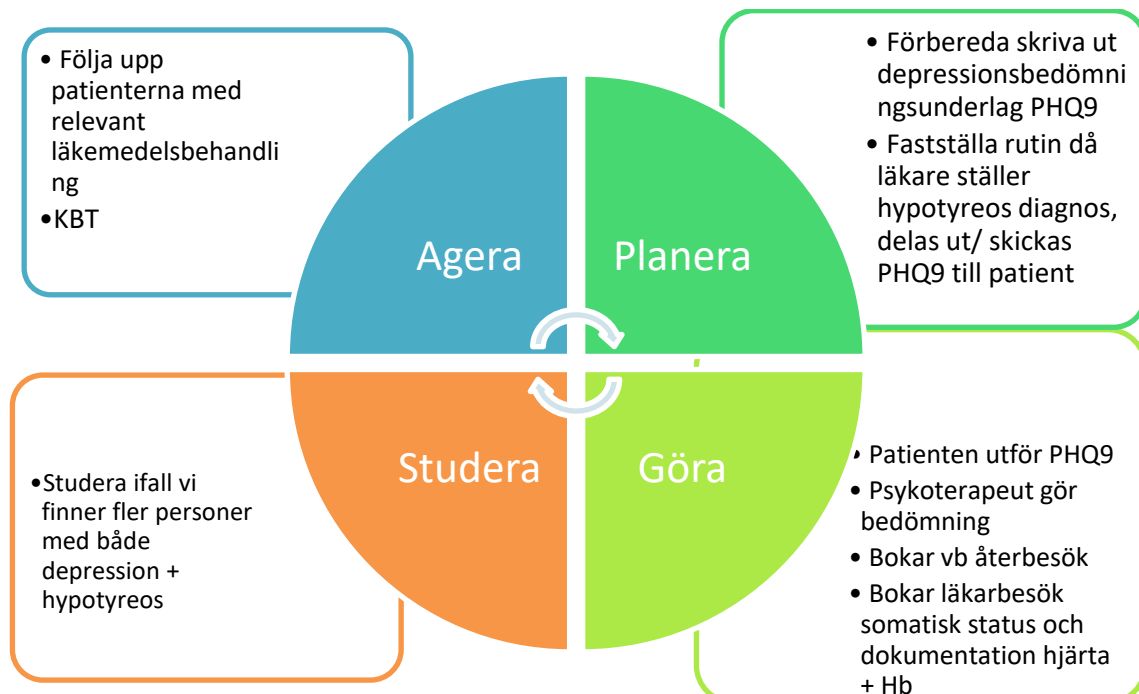 • Följa upp
patienterna med
relevant
läkemedelsbehandli
ng
•KBT
Agera
Planera
• Förbereda skriva ut
depressionsbedömni
ngsunderlag PHQ9
• Fastställa rutin då
läkare ställer
hypotyreos diagnos,
delas ut/ skickas
PHQ9 till patient
•Studera ifall vi
finner fler personer
med både
depression +
hypotyreos
Studera
Göra
• Patienten utför PHQ9
• Psykoterapeut gör
bedömning
• Bokar vb återbesök
• Bokar läkarbesök
somatisk status och
dokumentation hjärta
+ Hb